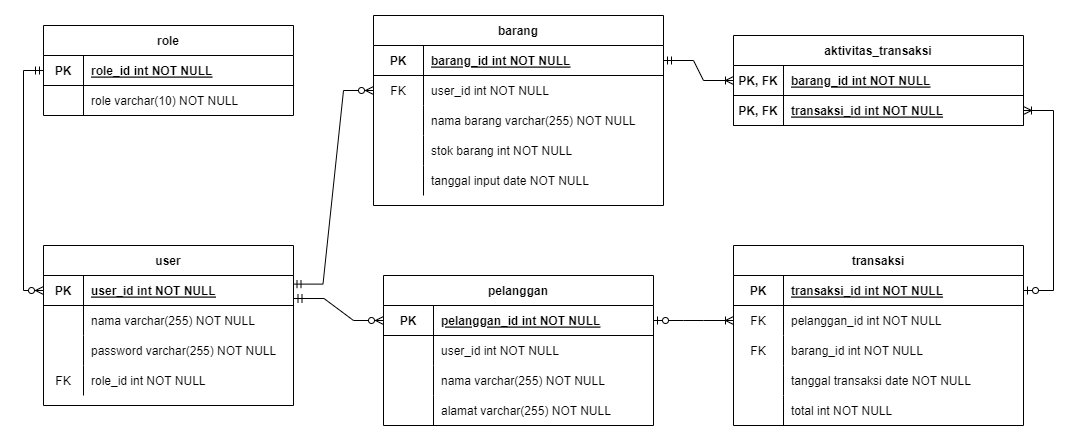 role
PK role_id int NOT NULL
role varchar(10) NOT NULL
barang
PK barang_id int NOT NULL
FK user_id int NOT NULL
nama barang varchar(255) NOT NULL
stok barang int NOT NULL
tanggal input date NOT NULL
aktivitas_transaksi
PK, FK barang_id int NOT NULL
PK, FK transaksi_id int NOT NULL
user
PK user_id int NOT NULL
nama varchar(255) NOT NULL
password varchar(255) NOT NULL
FK role_id int NOT NULL
pelanggan
PK pelanggan_id int NOT NULL
user_id int NOT NULL
nama varchar(255) NOT NULL
alamat varchar(255) NOT NULL
transaksi
PK transaksi_id int NOT NULL
FK pelanggan_id int NOT NULL
FK barang_id int NOT NULL
tanggal transaksi date NOT NULL
total int NOT NULL